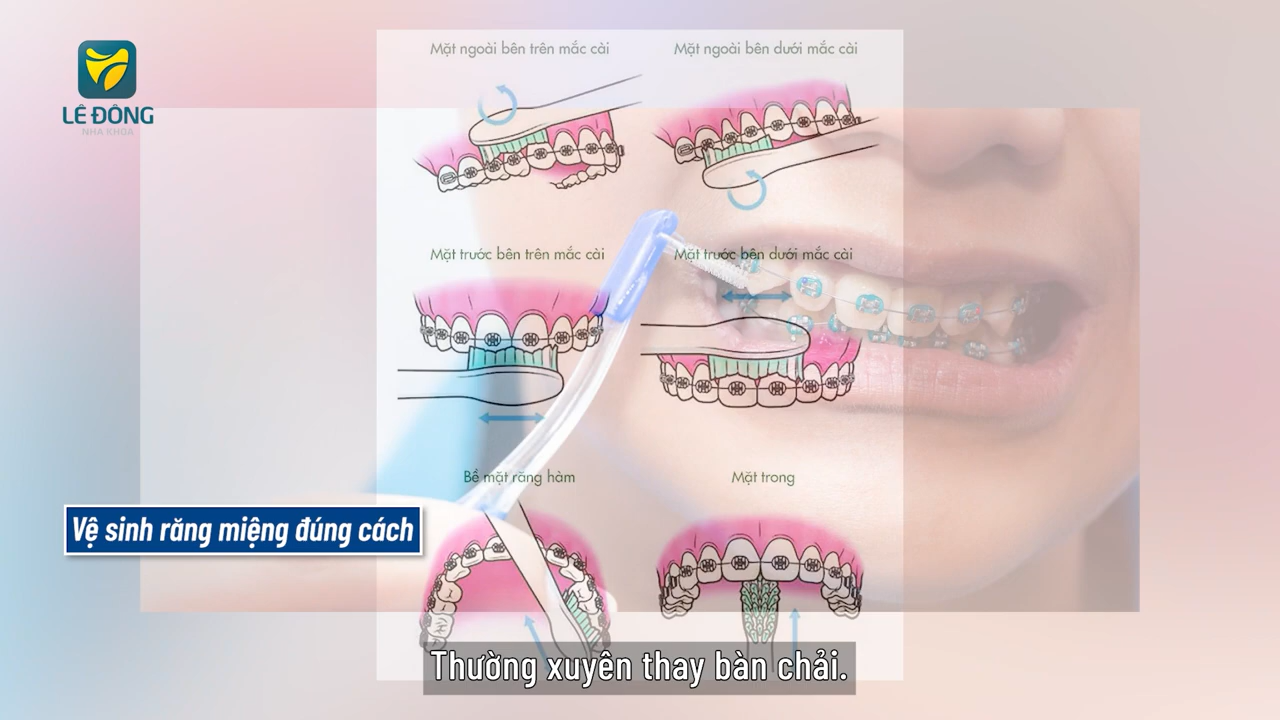 LÊ ĐÔNG
NHA KHOA
Mặt ngoài bên trên mắc cài
Mặt ngoài bên dưới mắc cài
Mặt trước bên trên mắc cài
Mặt trước bên dưới mắc cài
Bề mặt răng hàm
Mặt trong
Vệ sinh răng miệng đúng cách
Thường xuyên thay bàn chải.